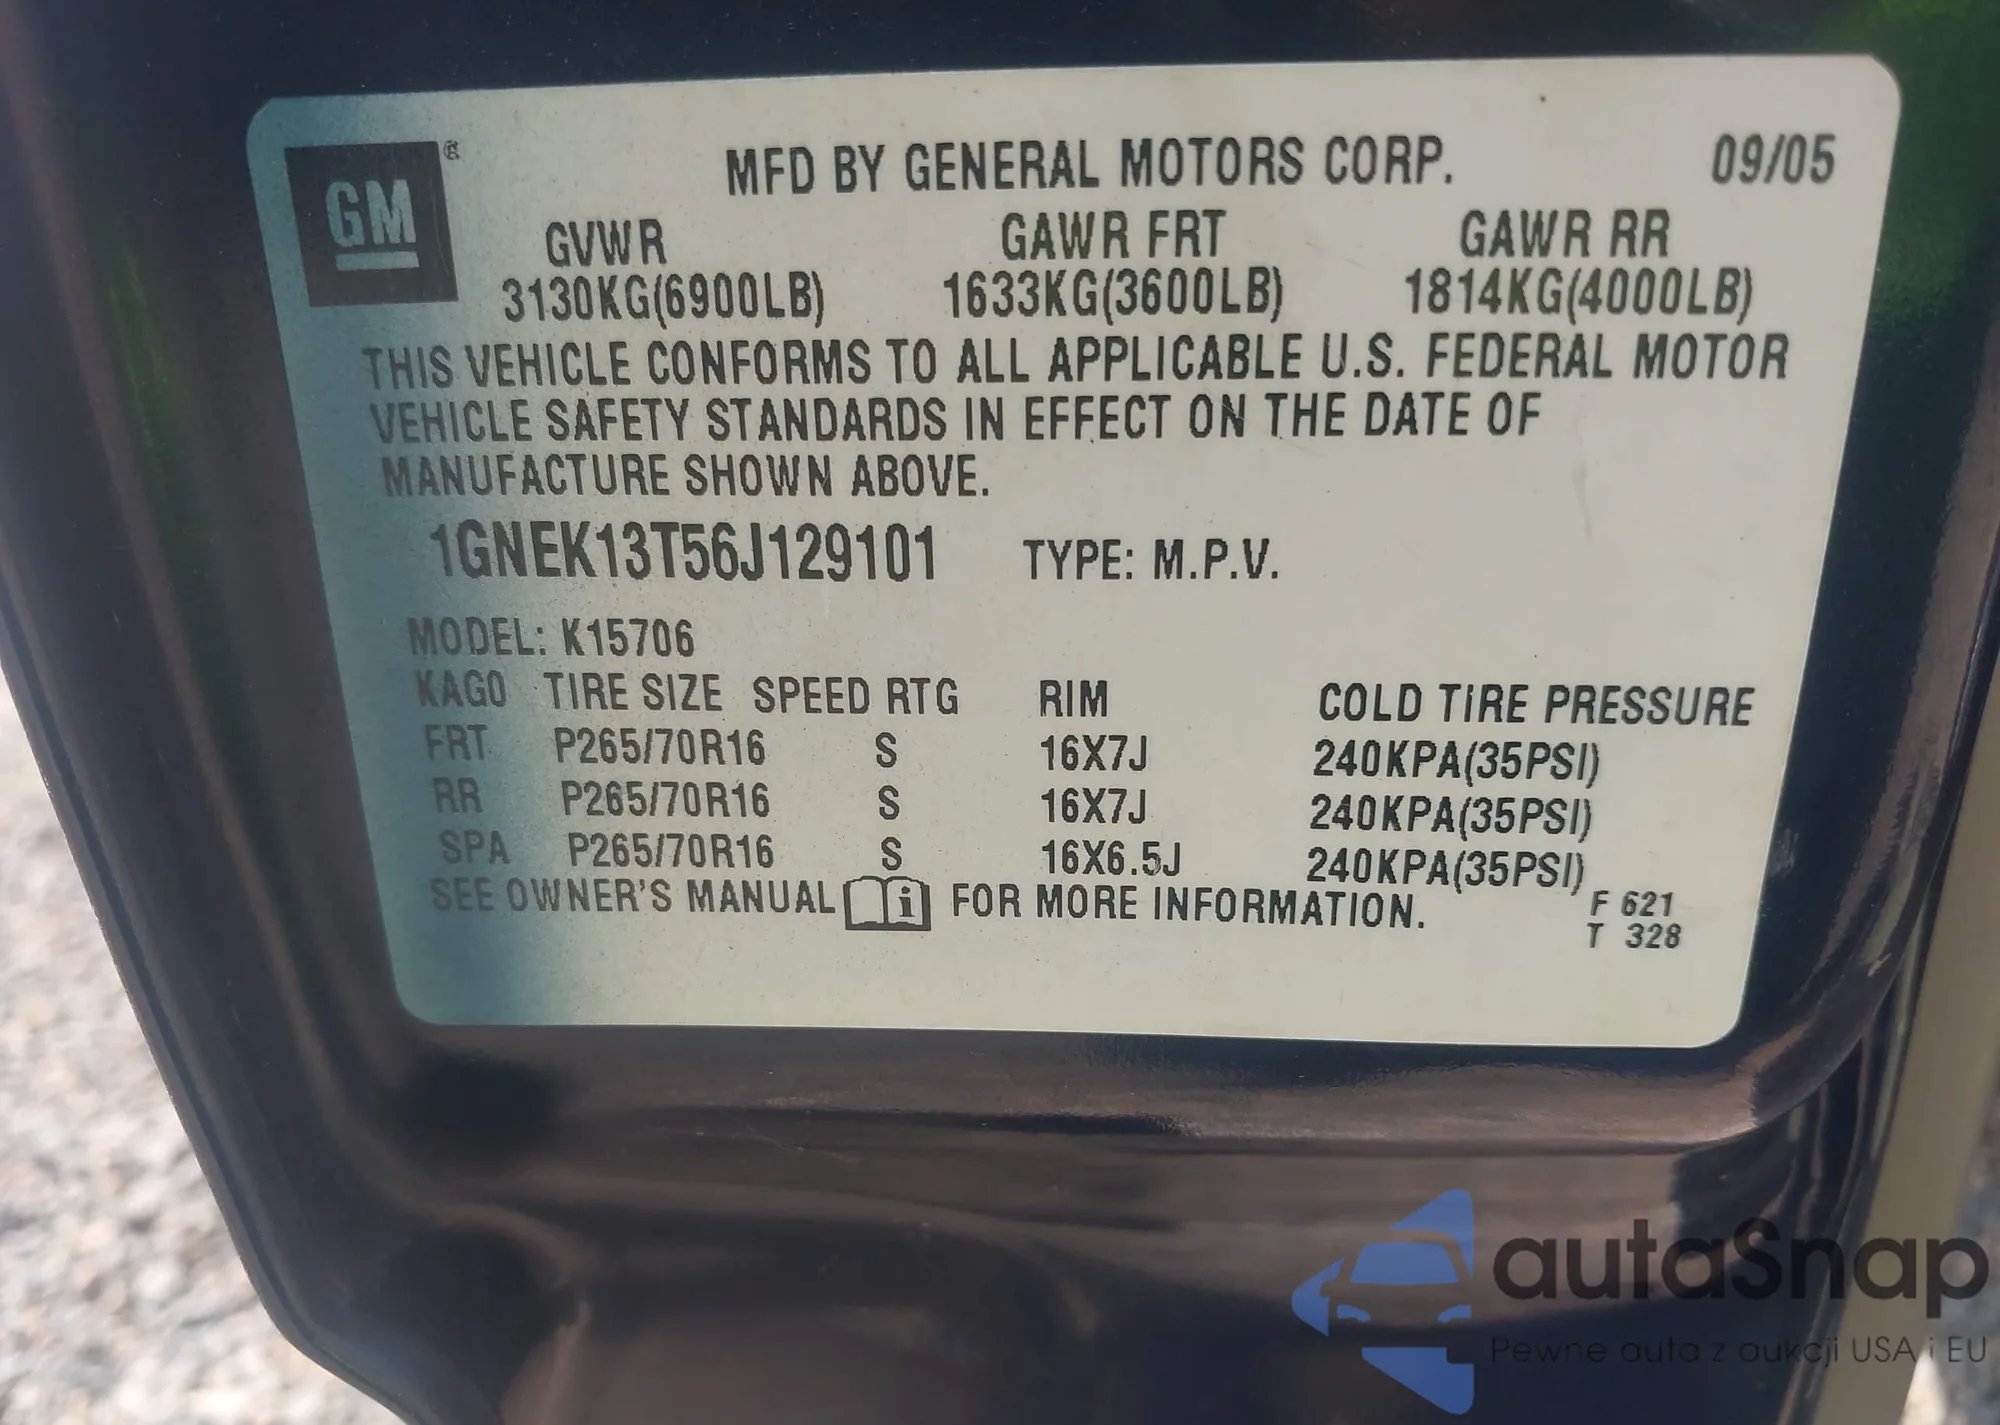 GM®
MFD BY GENERAL MOTORS CORP. 09/05
GVWR GAWR FRT GAWR RR
3130KG(6900LB) 1633KG(3600LB) 1814KG(4000LB)
THIS VEHICLE CONFORMS TO ALL APPLICABLE U.S. FEDERAL MOTOR
VEHICLE SAFETY STANDARDS IN EFFECT ON THE DATE OF
MANUFACTURE SHOWN ABOVE.
1GNEK13T56J129101 TYPE: M.P.V.
MODEL: K15706
KAGO TIRE SIZE SPEED RTG RIM COLD TIRE PRESSURE
FRT P265/70R16 S 16X7J 240KPA(35PSI)
RR P265/70R16 S 16X7J 240KPA(35PSI)
SPA P265/70R16 S 16X6.5J 240KPA(35PSI)
SEE OWNER'S MANUAL i FOR MORE INFORMATION.
F 621
T 328
autaSnap
Pewne auta z aukcji USA i EU